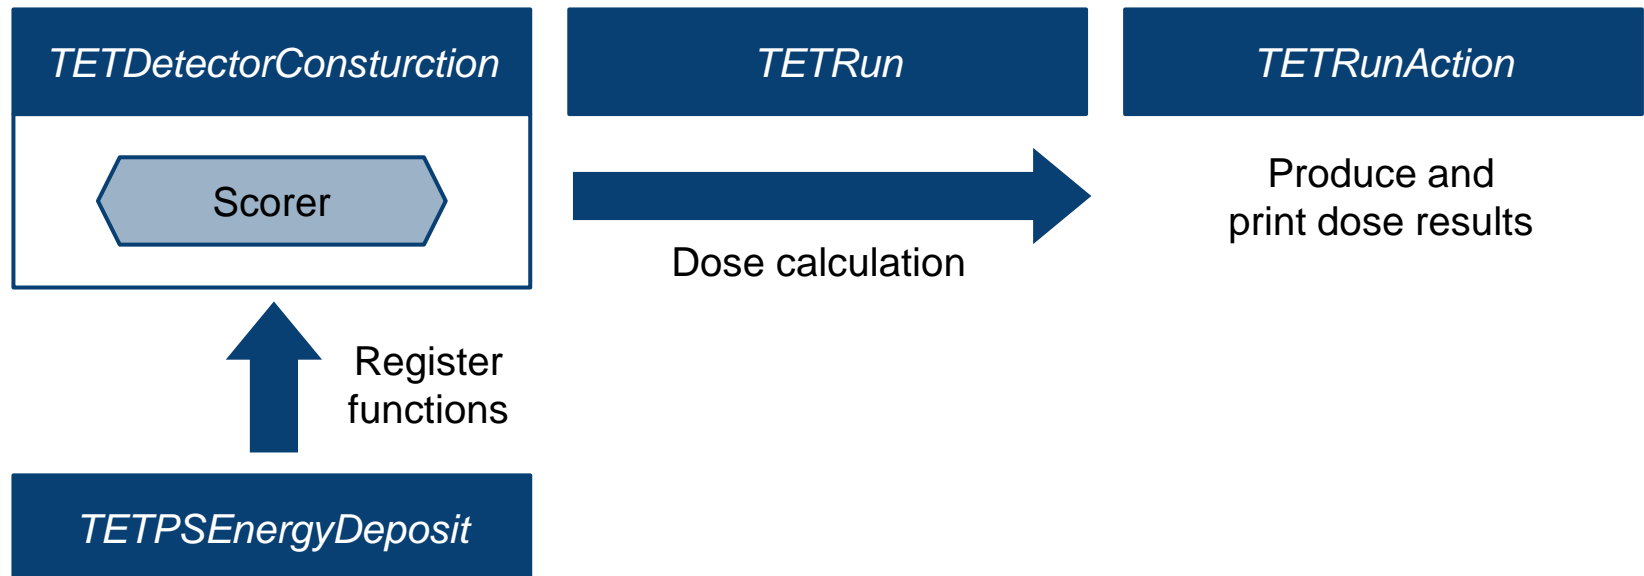 TETDetectorConsturction
TETRun
TETRunAction
Scorer
Dose calculation
Produce and
print dose results
Register
functions
TETPSEnergyDeposit